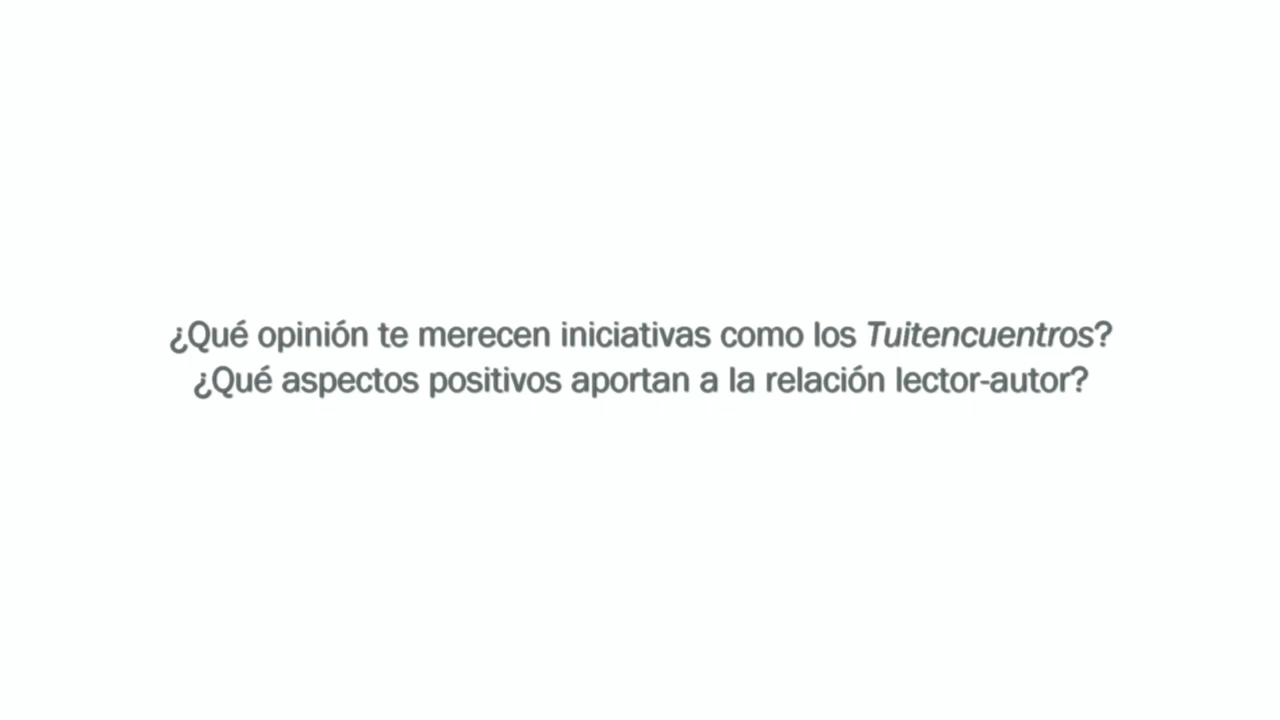 ¿Qué opinión te merecen iniciativas como los Tuitencuentros?
¿Qué aspectos positivos aportan a la relación lector-autor?